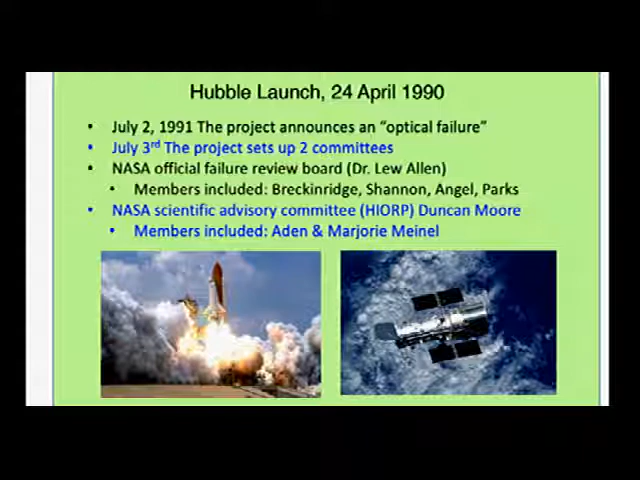 Hubble Launch, 24 April 1990
• July 2, 1991 The project announces an “optical failure”
• July 3rd The project sets up 2 committees
• NASA official failure review board (Dr. Lew Allen)
• Members included: Breckinridge, Shannon, Angel, Parks
• NASA scientific advisory committee (HIORP) Duncan Moore
• Members included: Aden & Marjorie Meinel